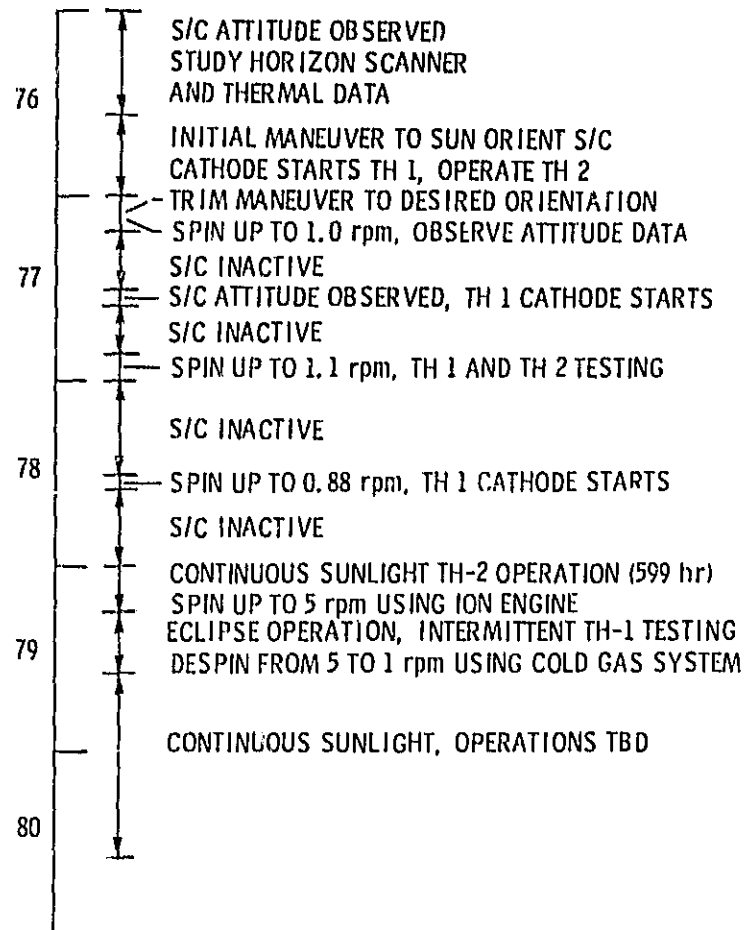 S/C ATTITUDE OBSERVED
STUDY HORIZON SCANNER
AND THERMAL DATA
76
INITIAL MANEUVER TO SUN ORIENT S/C
CATHODE STARTS TH 1, OPERATE TH 2
TRIM MANEUVER TO DESIRED ORIENTATION
SPIN UP TO 1.0 rpm, OBSERVE ATTITUDE DATA
S/C INACTIVE
77
S/C ATTITUDE OBSERVED, TH 1 CATHODE STARTS
S/C INACTIVE
SPIN UP TO 1.1 rpm, TH 1 AND TH 2 TESTING
S/C INACTIVE
78
SPIN UP TO 0.88 rpm, TH 1 CATHODE STARTS
S/C INACTIVE
CONTINUOUS SUNLIGHT TH-2 OPERATION (599 hr)
SPIN UP TO 5 rpm USING ION ENGINE
ECLIPSE OPERATION, INTERMITTENT TH-1 TESTING
79
DESPIN FROM 5 TO 1 rpm USING COLD GAS SYSTEM
CONTINUOUS SUNLIGHT, OPERATIONS TBD
80